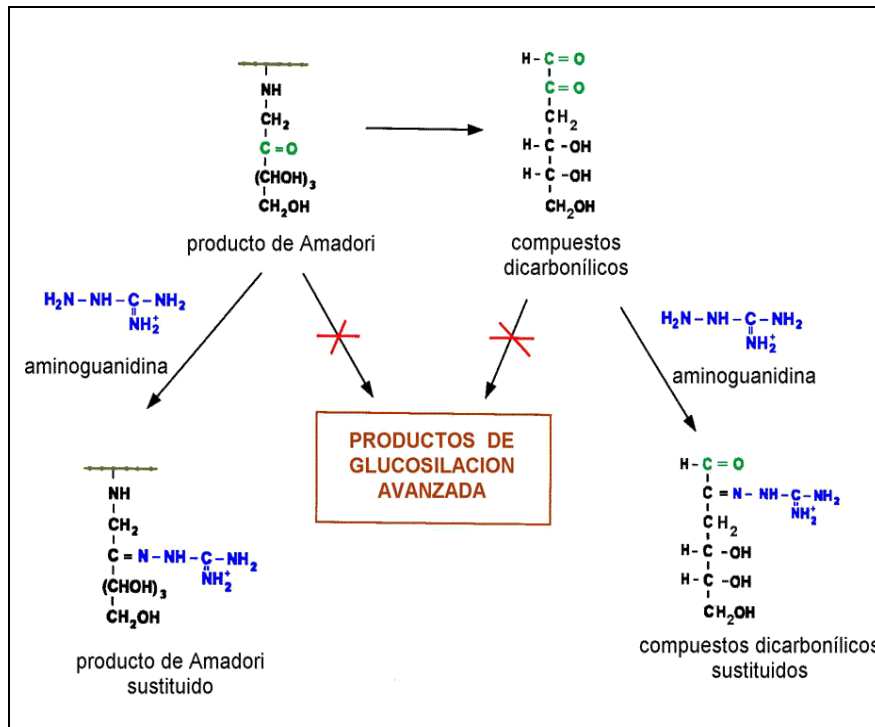 NH
CH2
C=O
(CHOH)3
CH2OH
producto de Amadori
H-C=O
C=O
CH2
H-C-OH
H-C-OH
CH2OH
compuestos
dicarbonílicos
H2N-NH-C-NH2
NH2+
aminoguanidina
H2N-NH-C-NH2
NH2+
aminoguanidina
PRODUCTOS DE
GLUCOSILACION
AVANZADA
NH
CH2
C=N-NH-C-NH2
NH2+
(CHOH)3
CH2OH
producto de Amadori
sustituido
H-C=O
C=N-NH-C-NH2
NH2+
CH2
H-C-OH
H-C-OH
CH2OH
compuestos dicarbonílicos
sustituidos